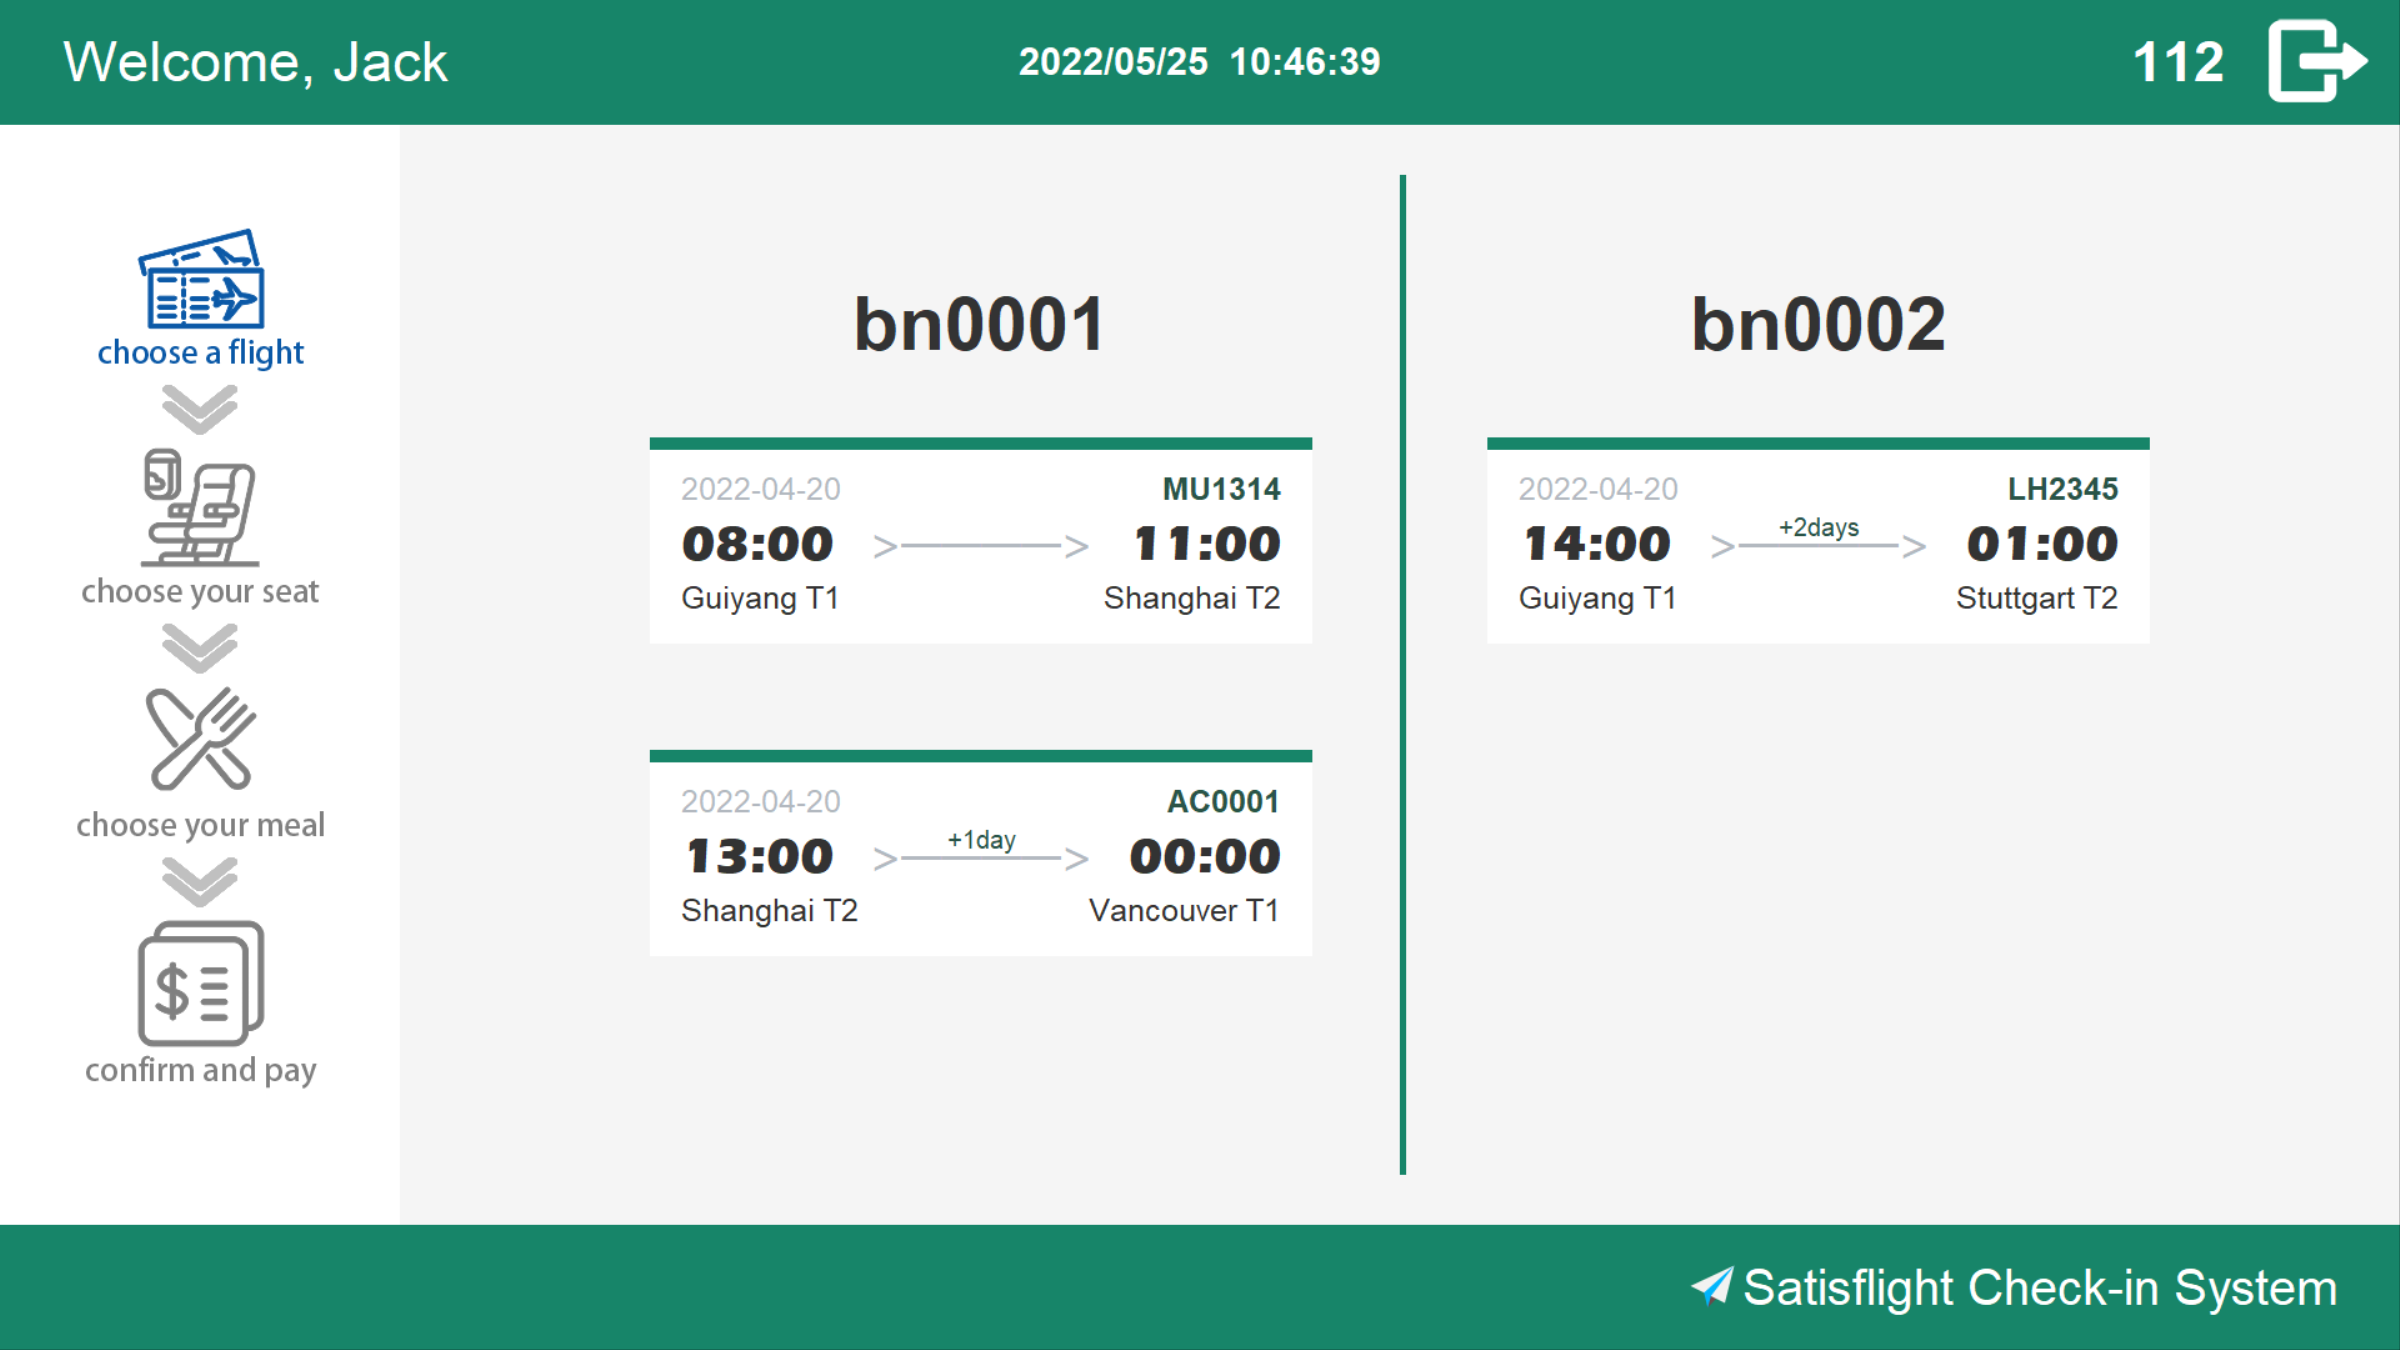 Welcome, Jack
2022/05/25 10:46:39
112
choose a flight
choose your seat
choose your meal
confirm and pay
bn0001
2022-04-20 MU1314
08:00 > > 11:00
Guiyang T1 Shanghai T2
2022-04-20 AC0001
+1day
13:00 > > 00:00
Shanghai T2 Vancouver T1
bn0002
2022-04-20 LH2345
+2days
14:00 > > 01:00
Guiyang T1 Stuttgart T2
Satisflight Check-in System